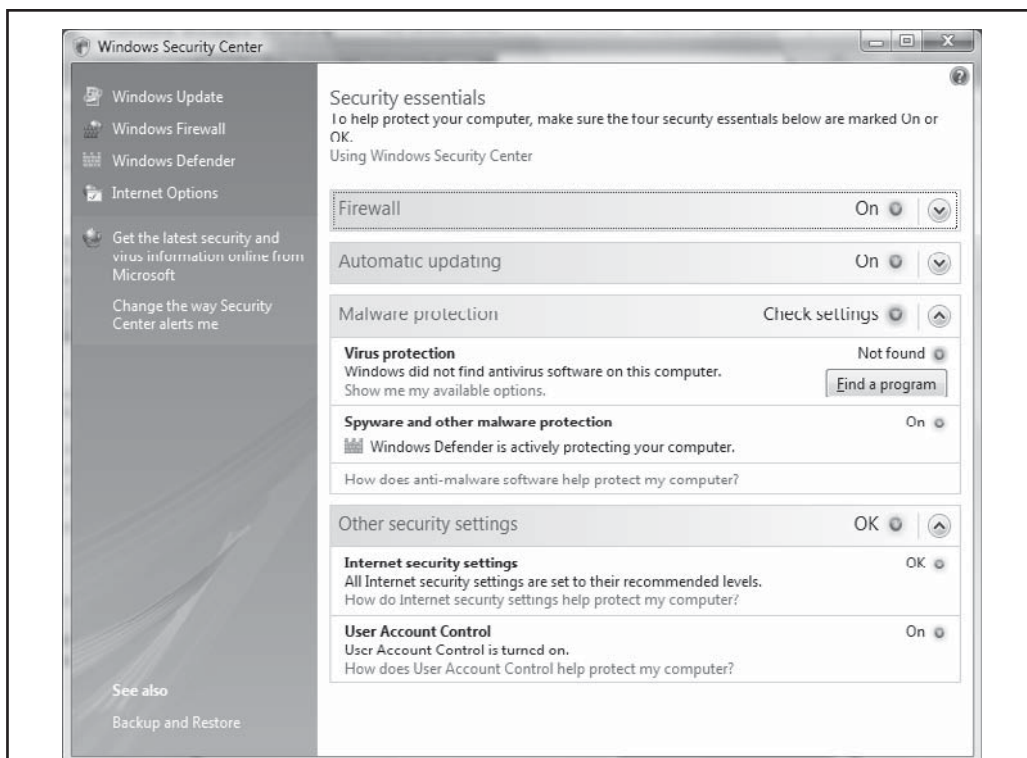 Windows Security Center
Windows Update
Windows Firewall
Windows Defender
Internet Options
Get the latest security and
virus information online from
Microsoft
Change the way Security
Center alerts me
See also
Backup and Restore
Security essentials
To help protect your computer, make sure the four security essentials below are marked On or
OK.
Using Windows Security Center
Firewall On
Automatic updating On
Malware protection Check settings
Virus protection Not found
Windows did not find antivirus software on this computer.
Show me my available options.
Find a program
Spyware and other malware protection On
Windows Defender is actively protecting your computer.
How does anti-malware software help protect my computer?
Other security settings OK
Internet security settings OK
All Internet security settings are set to their recommended levels.
How do Internet security settings help protect my computer?
User Account Control On
User Account Control is turned on.
How does User Account Control help protect my computer?